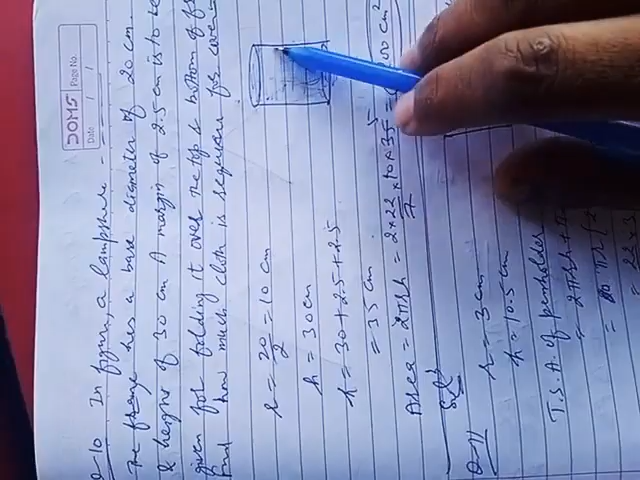 DOMS Page No.
Date / /
Q-10 In figure, a lampshade -
The frame has a base diameter of 20 cm
& height of 30 cm A margin of 2.5 cm is to be
given for folding it over the top & bottom of
Find how much cloth is required for
r = 20/2 = 10 cm
h = 30 cm
h = 30 + 2.5 + 2.5
= 35 cm
Area = 2πrh = 2 × 22/7 × 10 × 35 5 = 00 cm²
Q-11
r = 3 cm
h = 10.5 cm
T.S.A. of penholder
= 2πrh +